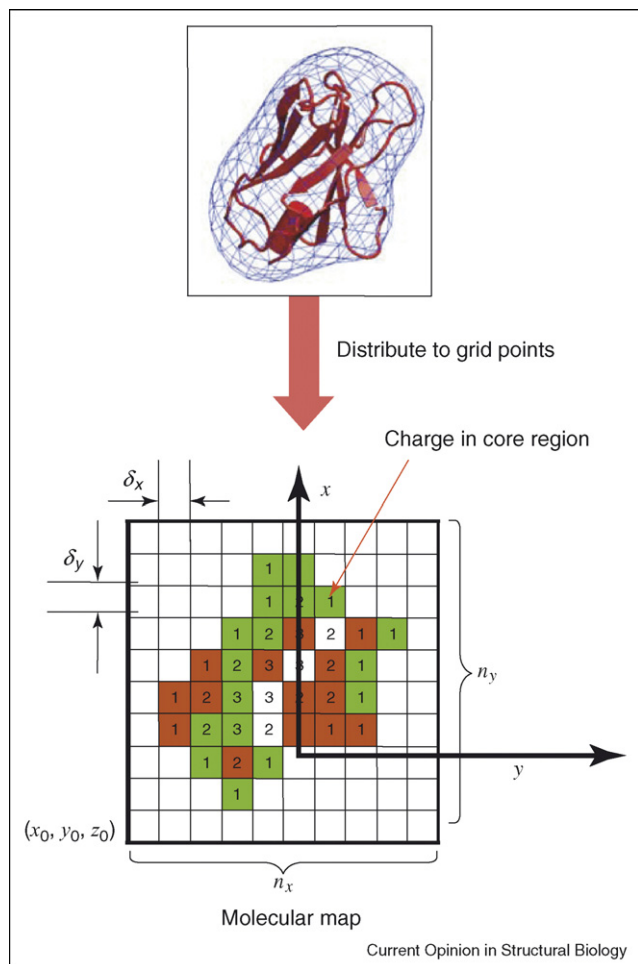 Distribute to grid points
Charge in core region
δx
x
δy
1
1 2 1
1 2 3 2 1 1
1 2 3 3 2 1
1 2 3 3 2 2 1
1 2 3 2 1 1
1 2 1
1
ny
y
(x0, y0, z0)
nx
Molecular map
Current Opinion in Structural Biology